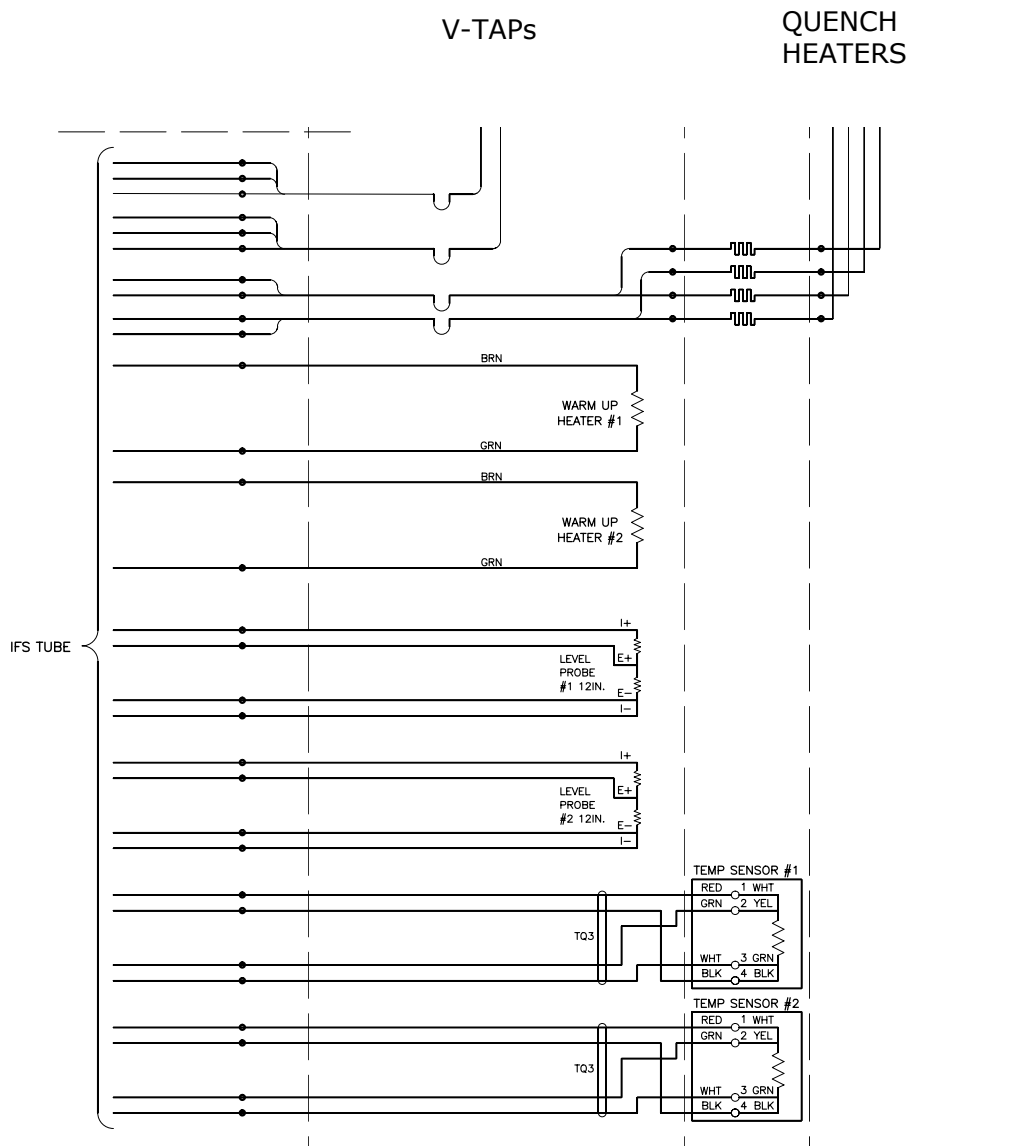 V-TAPs
QUENCH
HEATERS
BRN
WARM UP
HEATER #1
GRN
BRN
WARM UP
HEATER #2
GRN
IFS TUBE
I+
E+
LEVEL
PROBE
#1 12IN.
E-
I-
I+
E+
LEVEL
PROBE
#2 12IN.
E-
I-
TEMP SENSOR #1
RED 1 WHT
GRN 2 YEL
TQ3
WHT 3 GRN
BLK 4 BLK
TEMP SENSOR #2
RED 1 WHT
GRN 2 YEL
TQ3
WHT 3 GRN
BLK 4 BLK